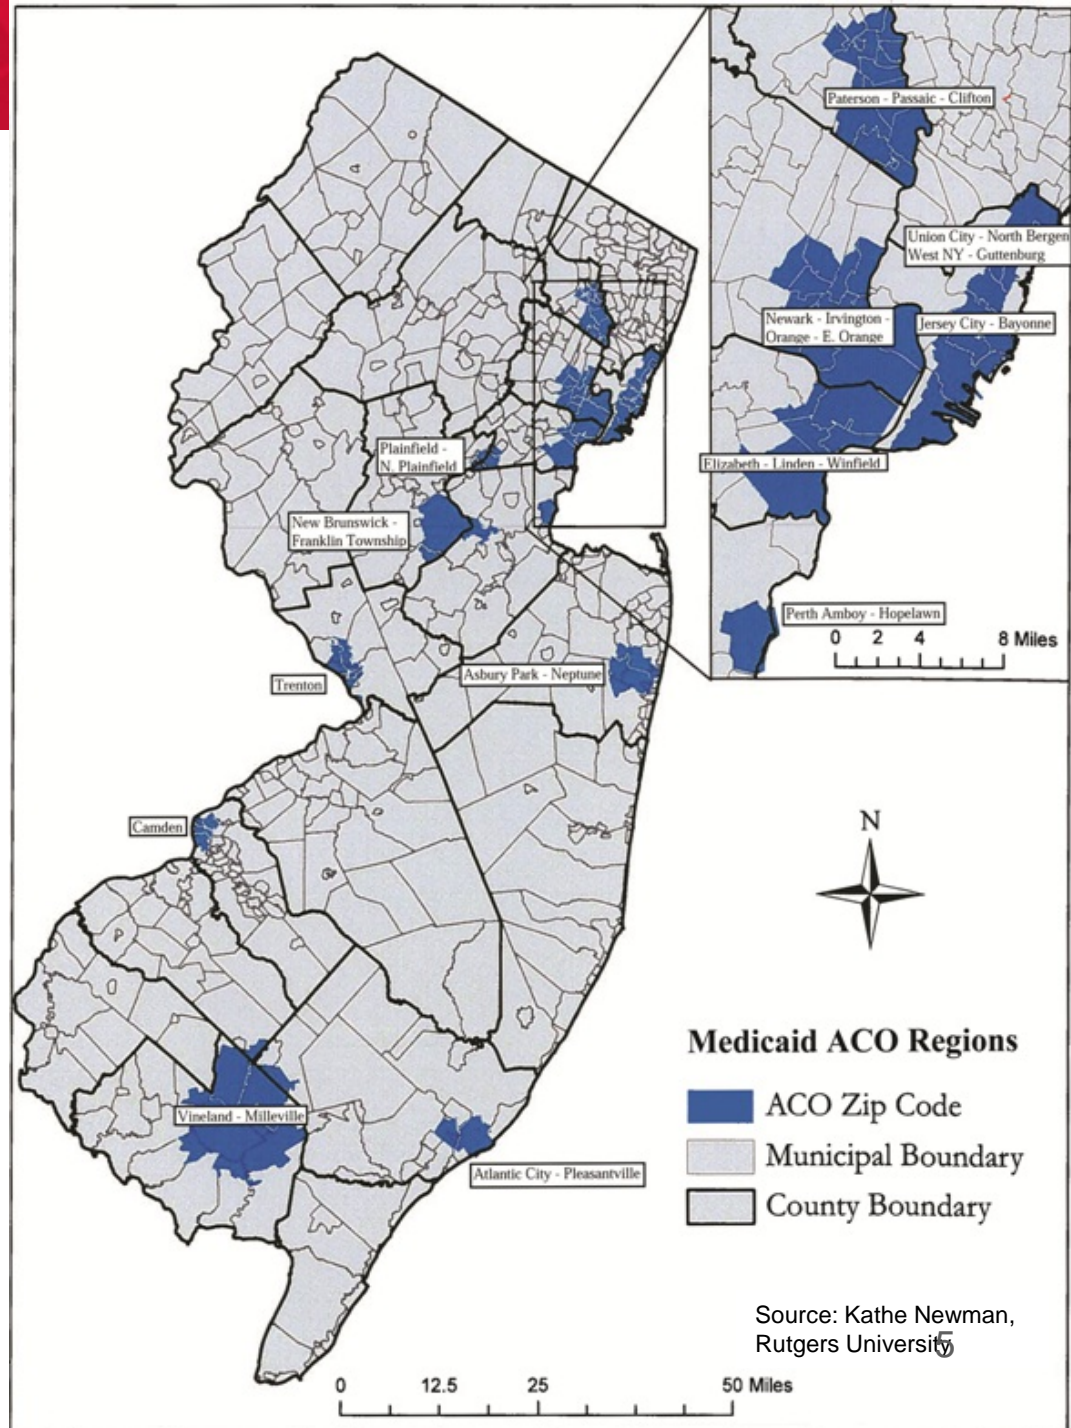 Paterson - Passaic - Clifton
Union City - North Bergen
West NY - Guttenburg
Newark - Irvington -
Orange - E. Orange
Jersey City - Bayonne
Elizabeth - Linden - Winfield
Perth Amboy - Hopelawn
0 2 4 8 Miles
Plainfield -
N. Plainfield
New Brunswick -
Franklin Township
Trenton
Asbury Park - Neptune
Camden
N
Vineland - Milleville
Atlantic City - Pleasantville
Medicaid ACO Regions
ACO Zip Code
Municipal Boundary
County Boundary
Source: Kathe Newman,
Rutgers University
5
0 12.5 25 50 Miles